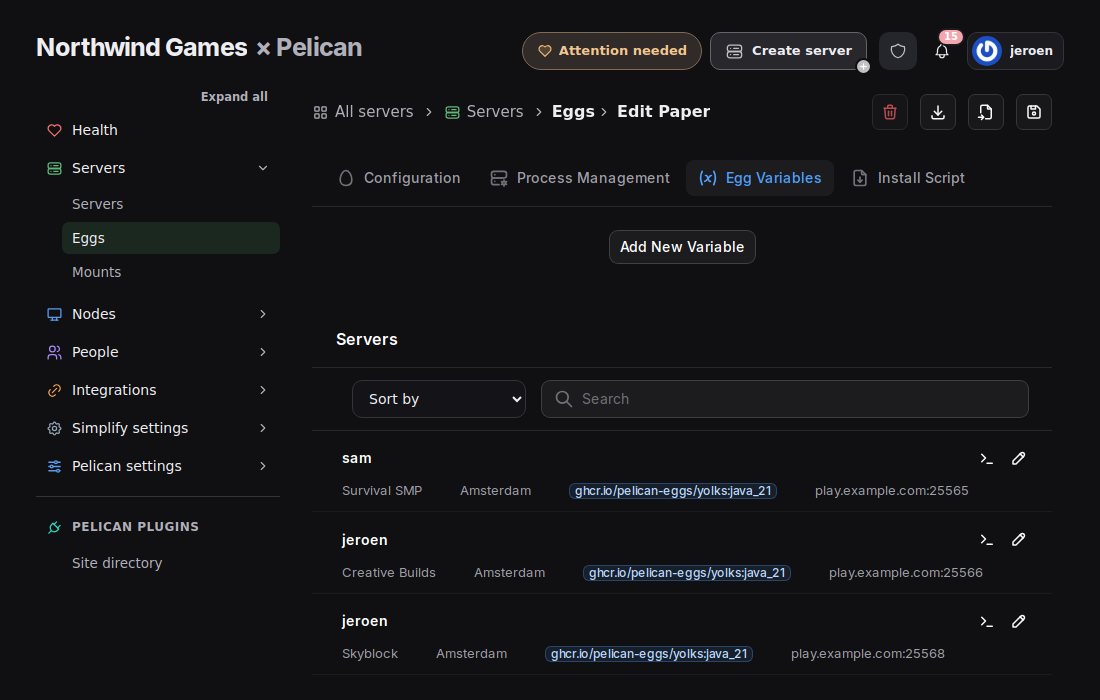 Northwind Games × Pelican
Attention needed
Create server
15
jeroen
Expand all
Health
Servers
Servers
Eggs
Mounts
Nodes
People
Integrations
Simplify settings
Pelican settings
PELICAN PLUGINS
Site directory
All servers > Servers > Eggs > Edit Paper
Configuration
Process Management
(x) Egg Variables
Install Script
Add New Variable
Servers
Sort by
Search
sam
Survival SMP Amsterdam ghcr.io/pelican-eggs/yolks:java_21 play.example.com:25565
jeroen
Creative Builds Amsterdam ghcr.io/pelican-eggs/yolks:java_21 play.example.com:25566
jeroen
Skyblock Amsterdam ghcr.io/pelican-eggs/yolks:java_21 play.example.com:25568